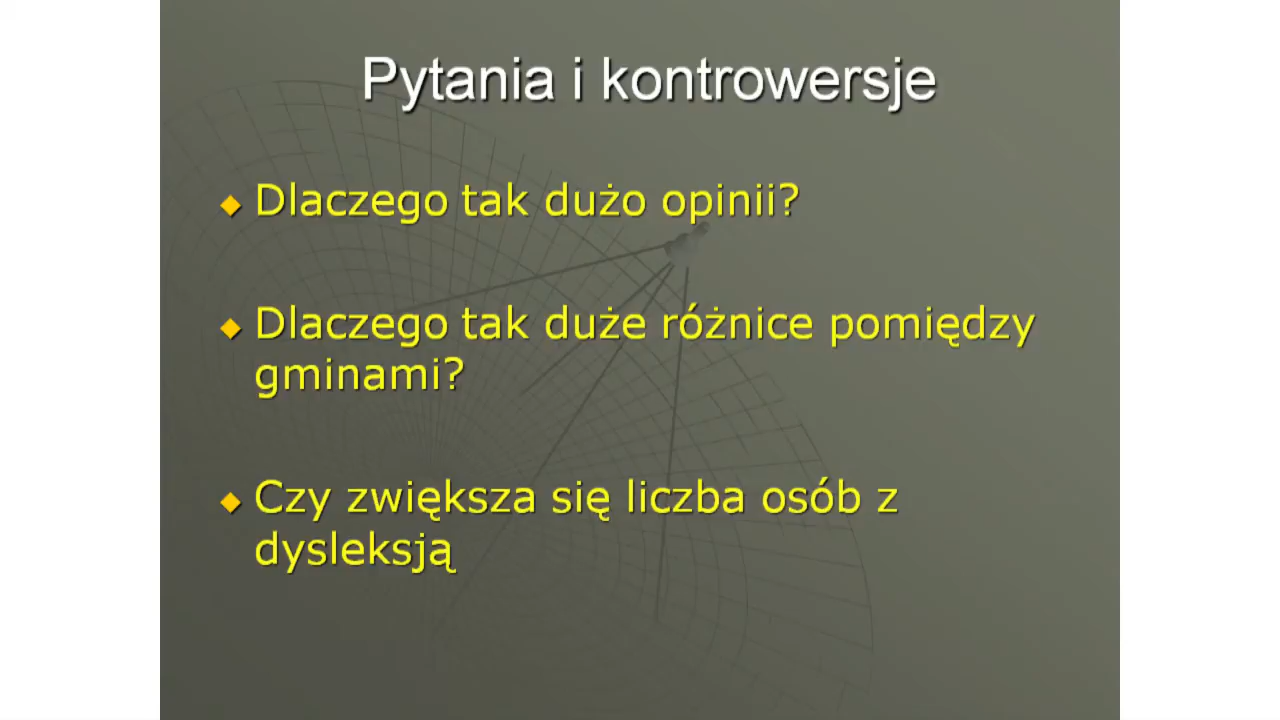 Pytania i kontrowersje
Dlaczego tak dużo opinii?
Dlaczego tak duże różnice pomiędzy
gminami?
Czy zwiększa się liczba osób z
dysleksją